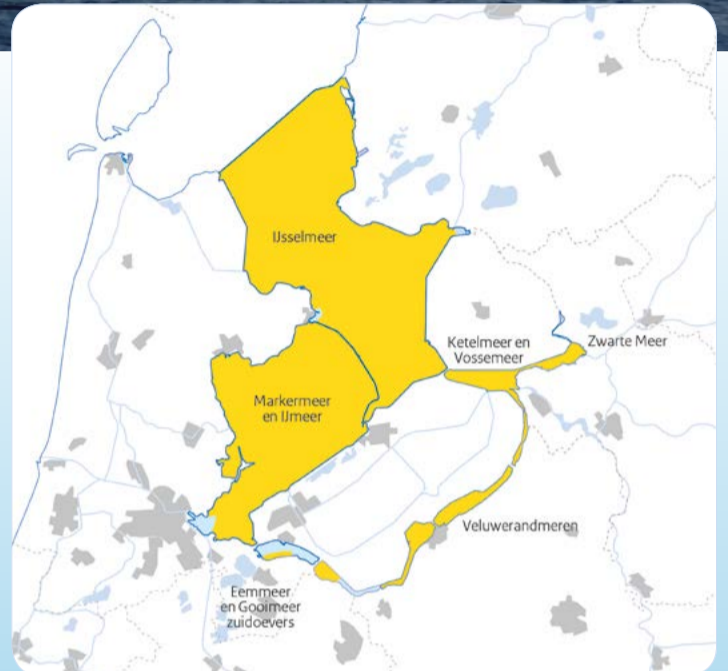 IJsselmeer
Ketelmeer en
Vossemeer
Zwarte Meer
Markermeer
en IJmeer
Veluwerandmeren
Eemmeer
en Gooimeer
zuidoevers